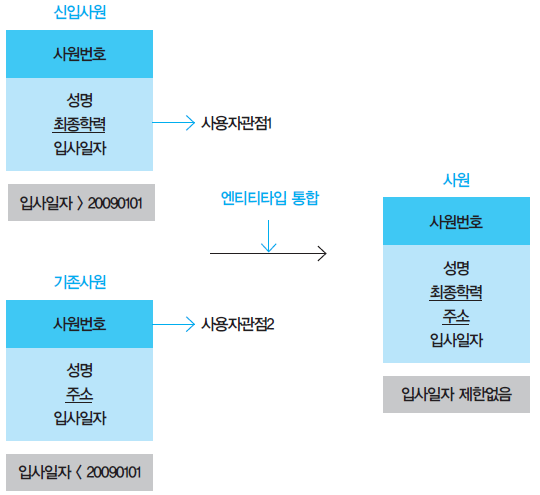 신입사원
사원번호
성명
최종학력
입사일자
사용자관점1
입사일자 > 20090101
엔티티타입 통합
기존사원
사원번호
사용자관점2
성명
주소
입사일자
입사일자 < 20090101
사원
사원번호
성명
최종학력
주소
입사일자
입사일자 제한없음